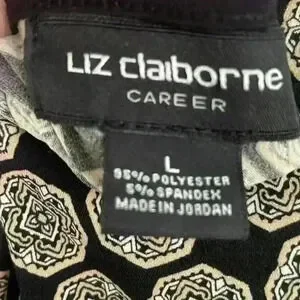 LIZ claiborne
CAREER
L
95% POLYESTER
5% SPANDEX
MADE IN JORDAN